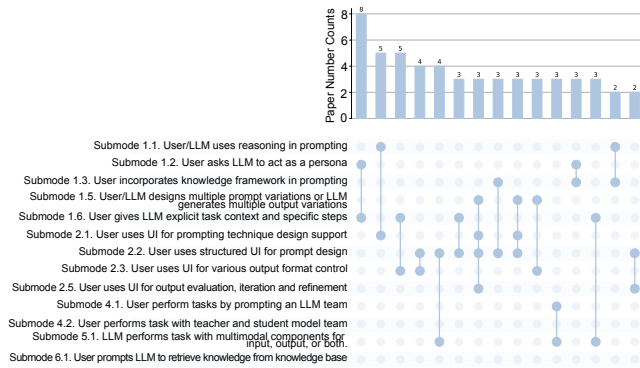 8
8
5
5
4
4
3
3
3
3
3
3
3
3
2
2
Paper Number Counts
8
6
4
2
0
Submode 1.1. User/LLM uses reasoning in prompting
Submode 1.2. User asks LLM to act as a persona
Submode 1.3. User incorporates knowledge framework in prompting
Submode 1.5. User/LLM designs multiple prompt variations or LLM
generates multiple output variations
Submode 1.6. User gives LLM explicit task context and specific steps
Submode 2.1. User uses UI for prompting technique design support
Submode 2.2. User uses structured UI for prompt design
Submode 2.3. User uses UI for various output format control
Submode 2.5. User uses UI for output evaluation, iteration and refinement
Submode 4.1. User perform tasks by prompting an LLM team
Submode 4.2. User performs task with teacher and student model team
Submode 5.1. LLM performs task with multimodal components for
input, output, or both.
Submode 6.1. User prompts LLM to retrieve knowledge from knowledge base